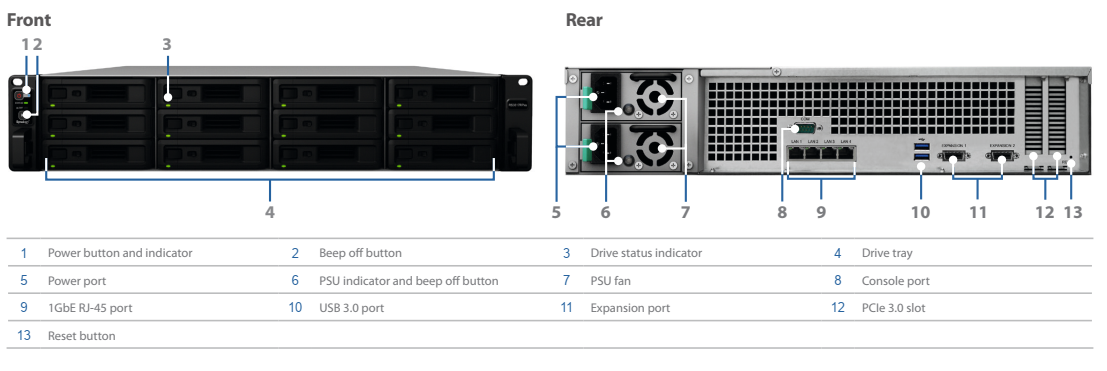 Front
Rear
1 2
3
CONSOLE
LAN 1 LAN 2 LAN 3 LAN 4
EXPANSION 1
EXPANSION 2
4
5
6
7
8
9
10
11
12
13
1 Power button and indicator 2 Beep off button 3 Drive status indicator 4 Drive tray
5 Power port 6 PSU indicator and beep off button 7 PSU fan 8 Console port
9 1GbE RJ-45 port 10 USB 3.0 port 11 Expansion port 12 PCIe 3.0 slot
13 Reset button